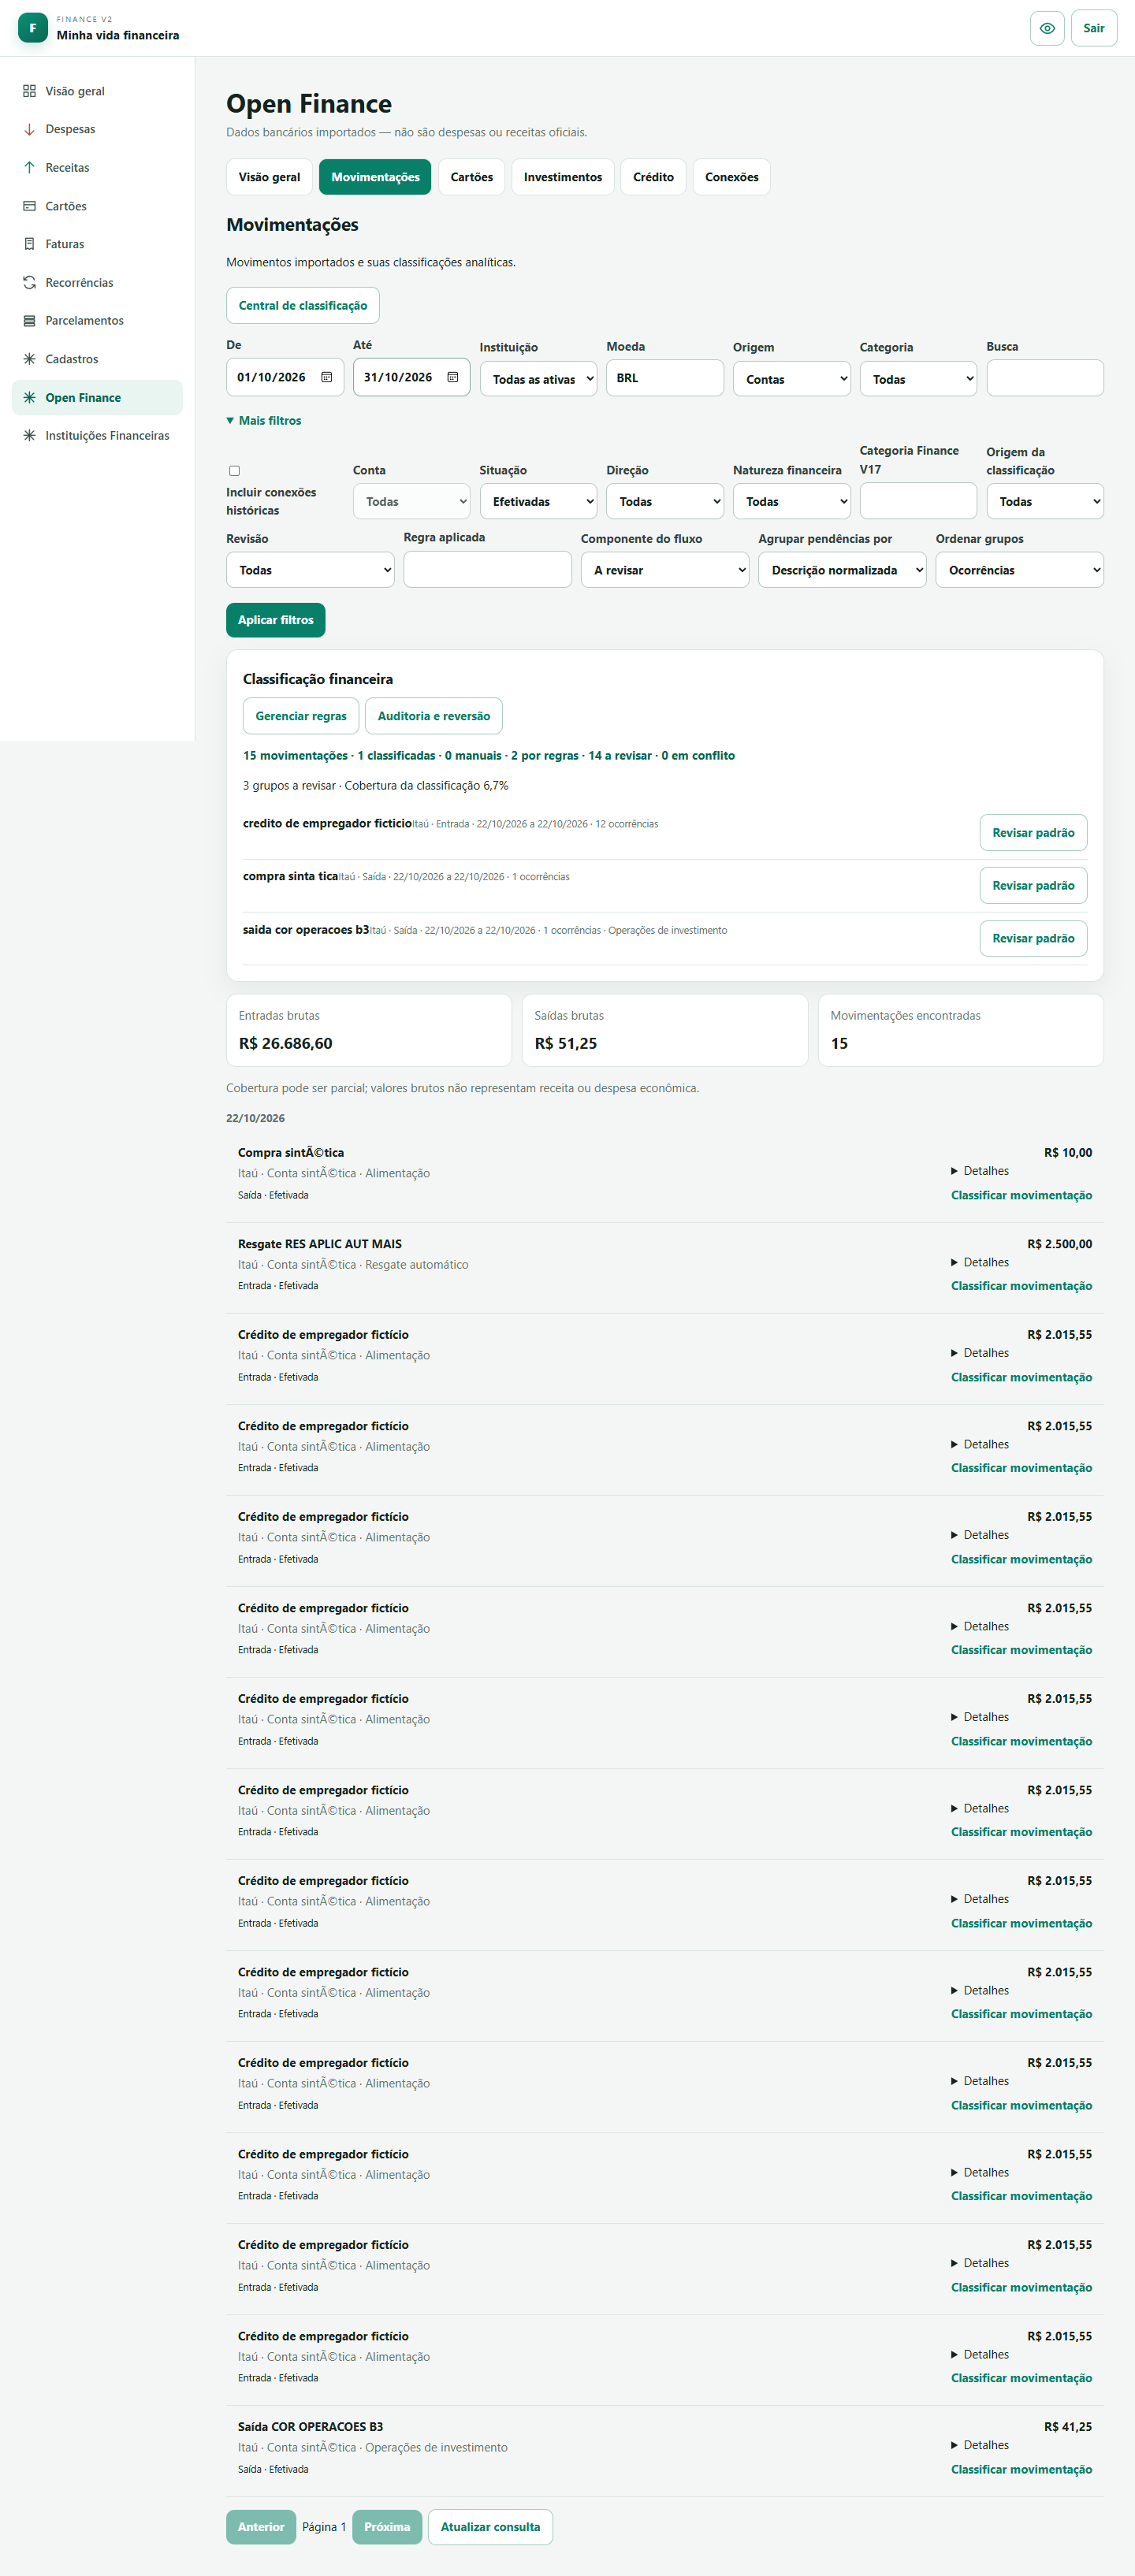 F
FINANCE V2
Minha vida financeira
Sair
Visão geral
Despesas
Receitas
Cartões
Faturas
Recorrências
Parcelamentos
Cadastros
Open Finance
Instituições Financeiras
Open Finance
Dados bancários importados — não são despesas ou receitas oficiais.
Visão geral Movimentações Cartões Investimentos Crédito Conexões
Movimentações
Movimentos importados e suas classificações analíticas.
Central de classificação
De Até Instituição Moeda Origem Categoria Busca
01/10/2026 31/10/2026 Todas as ativas BRL Contas Todas
▼ Mais filtros
Incluir conexões históricas
Conta Situação Direção Natureza financeira Categoria Finance V17 Origem da classificação
Todas Efetivadas Todas Todas Todas
Revisão Regra aplicada Componente do fluxo Agrupar pendências por Ordenar grupos
Todas A revisar Descrição normalizada Ocorrências
Aplicar filtros
Classificação financeira
Gerenciar regras Auditoria e reversão
15 movimentações · 1 classificadas · 0 manuais · 2 por regras · 14 a revisar · 0 em conflito
3 grupos a revisar · Cobertura da classificação 6,7%
credito de empregador ficticioItaú · Entrada · 22/10/2026 a 22/10/2026 · 12 ocorrências Revisar padrão
compra sinta ticaItaú · Saída · 22/10/2026 a 22/10/2026 · 1 ocorrências Revisar padrão
saida cor operacoes b3Itaú · Saída · 22/10/2026 a 22/10/2026 · 1 ocorrências · Operações de investimento Revisar padrão
Entradas brutas Saídas brutas Movimentações encontradas
R$ 26.686,60 R$ 51,25 15
Cobertura pode ser parcial; valores brutos não representam receita ou despesa econômica.
22/10/2026
Compra sintÃ©tica R$ 10,00
Itaú · Conta sintÃ©tica · Alimentação ▶ Detalhes
Saída · Efetivada Classificar movimentação
Resgate RES APLIC AUT MAIS R$ 2.500,00
Itaú · Conta sintÃ©tica · Resgate automático ▶ Detalhes
Entrada · Efetivada Classificar movimentação
Crédito de empregador fictício R$ 2.015,55
Itaú · Conta sintÃ©tica · Alimentação ▶ Detalhes
Entrada · Efetivada Classificar movimentação
Crédito de empregador fictício R$ 2.015,55
Itaú · Conta sintÃ©tica · Alimentação ▶ Detalhes
Entrada · Efetivada Classificar movimentação
Crédito de empregador fictício R$ 2.015,55
Itaú · Conta sintÃ©tica · Alimentação ▶ Detalhes
Entrada · Efetivada Classificar movimentação
Crédito de empregador fictício R$ 2.015,55
Itaú · Conta sintÃ©tica · Alimentação ▶ Detalhes
Entrada · Efetivada Classificar movimentação
Crédito de empregador fictício R$ 2.015,55
Itaú · Conta sintÃ©tica · Alimentação ▶ Detalhes
Entrada · Efetivada Classificar movimentação
Crédito de empregador fictício R$ 2.015,55
Itaú · Conta sintÃ©tica · Alimentação ▶ Detalhes
Entrada · Efetivada Classificar movimentação
Crédito de empregador fictício R$ 2.015,55
Itaú · Conta sintÃ©tica · Alimentação ▶ Detalhes
Entrada · Efetivada Classificar movimentação
Crédito de empregador fictício R$ 2.015,55
Itaú · Conta sintÃ©tica · Alimentação ▶ Detalhes
Entrada · Efetivada Classificar movimentação
Crédito de empregador fictício R$ 2.015,55
Itaú · Conta sintÃ©tica · Alimentação ▶ Detalhes
Entrada · Efetivada Classificar movimentação
Crédito de empregador fictício R$ 2.015,55
Itaú · Conta sintÃ©tica · Alimentação ▶ Detalhes
Entrada · Efetivada Classificar movimentação
Crédito de empregador fictício R$ 2.015,55
Itaú · Conta sintÃ©tica · Alimentação ▶ Detalhes
Entrada · Efetivada Classificar movimentação
Crédito de empregador fictício R$ 2.015,55
Itaú · Conta sintÃ©tica · Alimentação ▶ Detalhes
Entrada · Efetivada Classificar movimentação
Saída COR OPERACOES B3 R$ 41,25
Itaú · Conta sintÃ©tica · Operações de investimento ▶ Detalhes
Saída · Efetivada Classificar movimentação
Anterior Página 1 Próxima Atualizar consulta